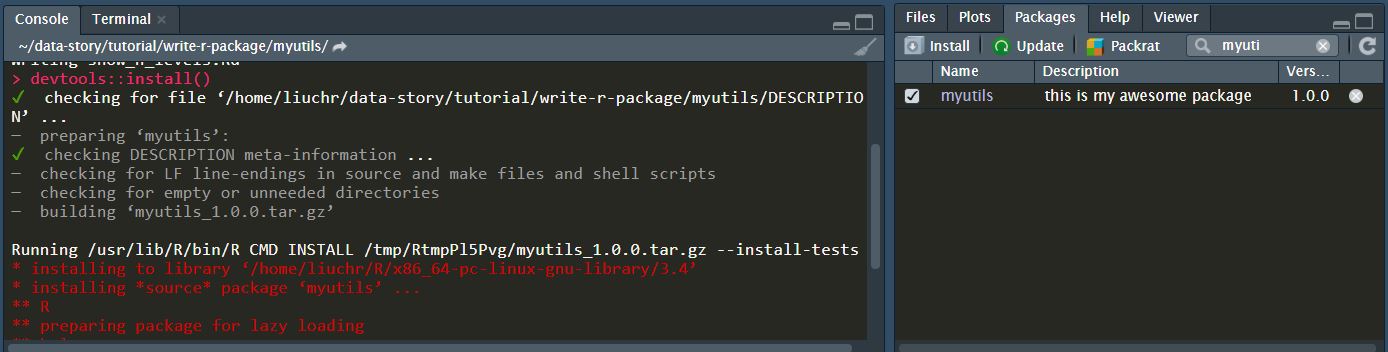 Console Terminal
~/data-story/tutorial/write-r-package/myutils/
Writing show_n_levels.Rd
> devtools::install()
✓ checking for file ‘/home/liuchr/data-story/tutorial/write-r-package/myutils/DESCRIPTIO
N’ ...
─ preparing ‘myutils’:
✓ checking DESCRIPTION meta-information ...
─ checking for LF line-endings in source and make files and shell scripts
─ checking for empty or unneeded directories
─ building ‘myutils_1.0.0.tar.gz’
Running /usr/lib/R/bin/R CMD INSTALL /tmp/RtmpPl5Pvg/myutils_1.0.0.tar.gz --install-tests
* installing to library ‘/home/liuchr/R/x86_64-pc-linux-gnu-library/3.4’
* installing *source* package ‘myutils’ ...
** R
** preparing package for lazy loading
Files Plots Packages Help Viewer
Install Update Packrat myuti
Name Description Vers...
myutils this is my awesome package 1.0.0